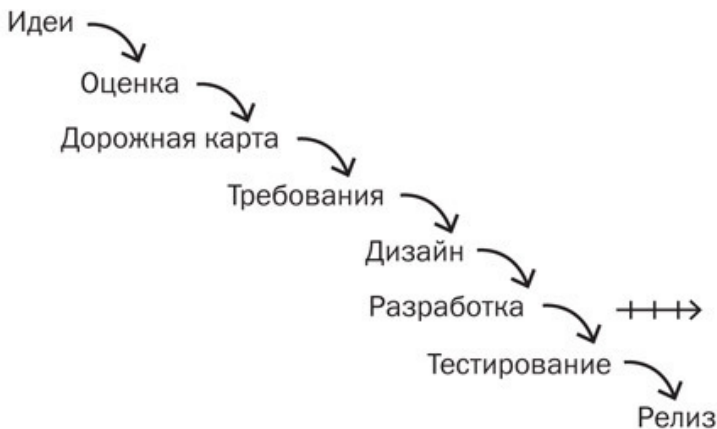 Идеи
Оценка
Дорожная карта
Требования
Дизайн
Разработка
Тестирование
Релиз